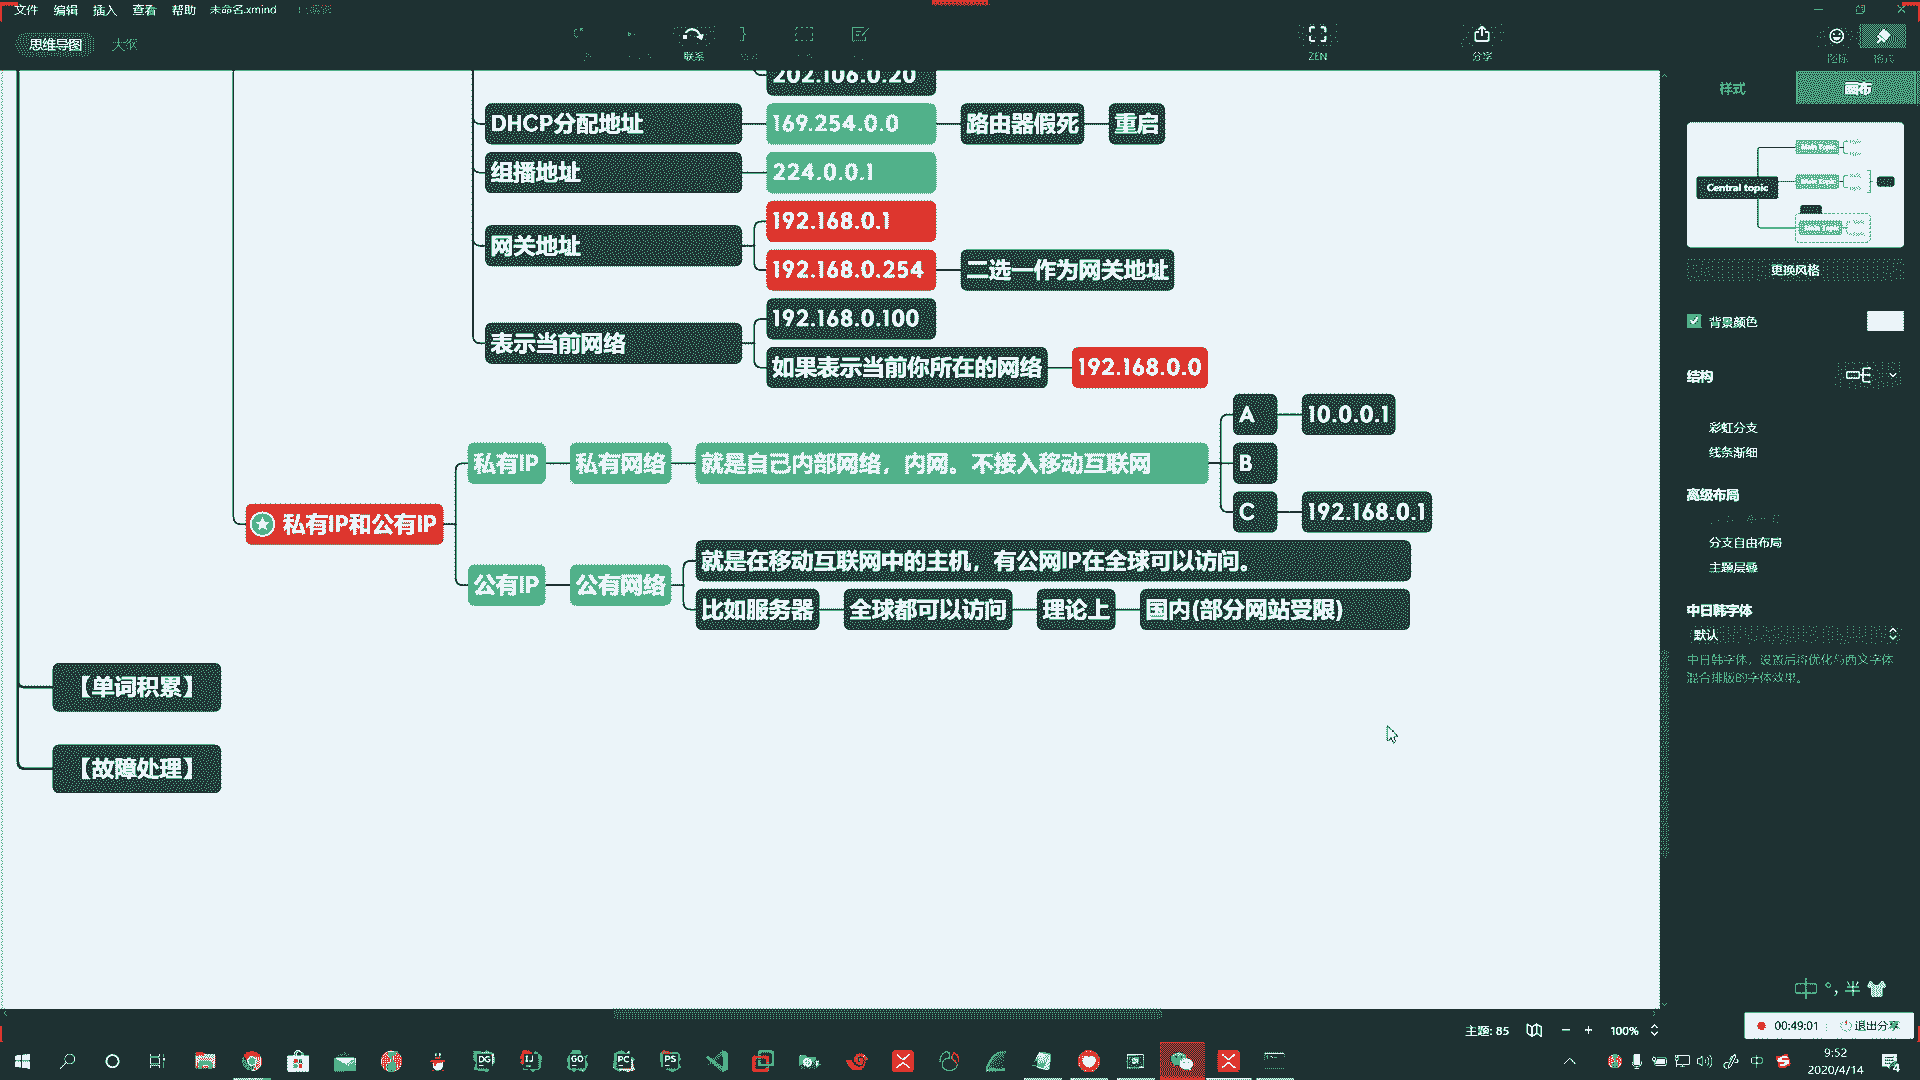 文件 编辑 插入 查看 帮助 未命名.xmind
思维导图 大纲
联系
ZEN
分享
图标 格式
202.106.0.20
样式 画布
DHCP分配地址 169.254.0.0 路由器假死 重启
组播地址 224.0.0.1
Central topic
192.168.0.1
网关地址
192.168.0.254 二选一作为网关地址
更换风格
192.168.0.100
背景颜色
表示当前网络
如果表示当前你所在的网络 192.168.0.0
结构
A 10.0.0.1
彩虹分支
线条渐细
私有IP 私有网络 就是自己内部网络，内网。不接入移动互联网 B
高级布局
C 192.168.0.1
私有IP和公有IP
分支自由布局
就是在移动互联网中的主机，有公网IP在全球可以访问。
主题层叠
公有IP 公有网络
比如服务器 全球都可以访问 理论上 国内(部分网站受限)
中日韩字体
默认
中日韩字体，设置后将优化与西文字体
混合排版的字体效果。
【单词积累】
【故障处理】
中 °, 半
主题: 85 100%
00:49:01 退出分享
DG IJ GO PC PS
中
9:52
2020/4/14
4